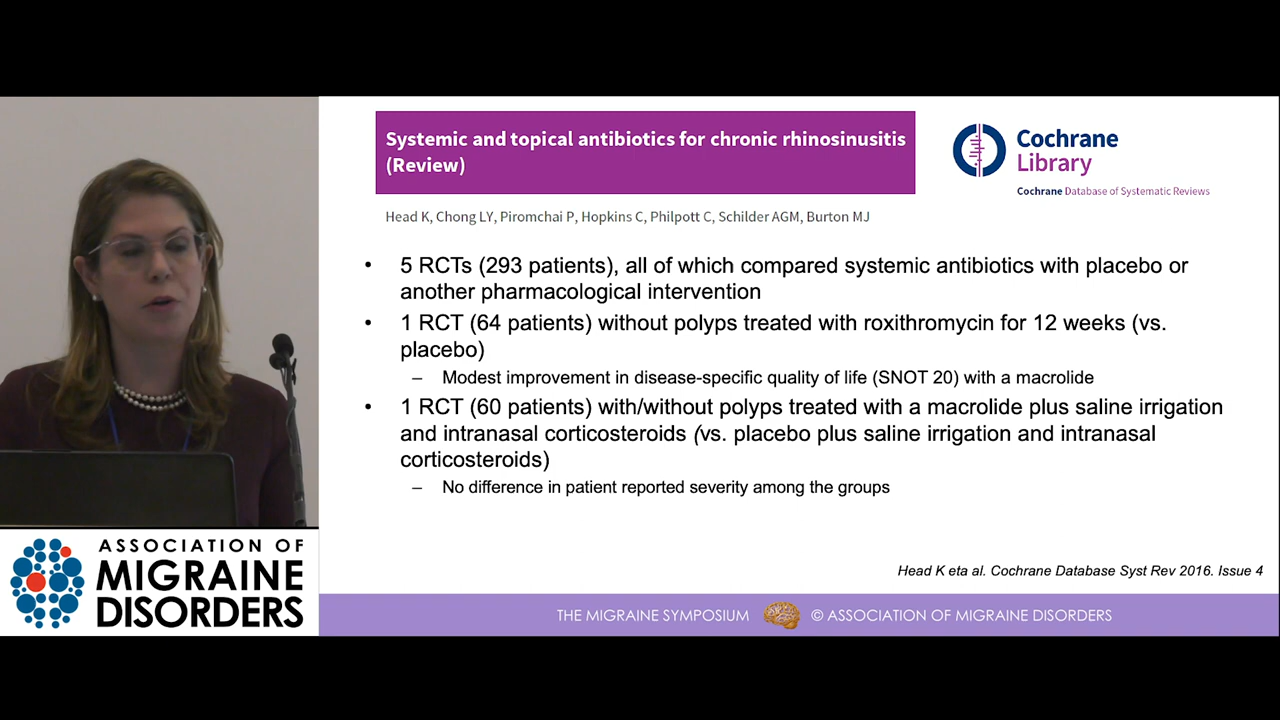 Systemic and topical antibiotics for chronic rhinosinusitis
(Review)
Cochrane
Library
Cochrane Database of Systematic Reviews
Head K, Chong LY, Piromchai P, Hopkins C, Philpott C, Schilder AGM, Burton MJ
• 5 RCTs (293 patients), all of which compared systemic antibiotics with placebo or
another pharmacological intervention
• 1 RCT (64 patients) without polyps treated with roxithromycin for 12 weeks (vs.
placebo)
– Modest improvement in disease-specific quality of life (SNOT 20) with a macrolide
• 1 RCT (60 patients) with/without polyps treated with a macrolide plus saline irrigation
and intranasal corticosteroids (vs. placebo plus saline irrigation and intranasal
corticosteroids)
– No difference in patient reported severity among the groups
Head K eta al. Cochrane Database Syst Rev 2016. Issue 4
ASSOCIATION OF
MIGRAINE
DISORDERS
THE MIGRAINE SYMPOSIUM © ASSOCIATION OF MIGRAINE DISORDERS